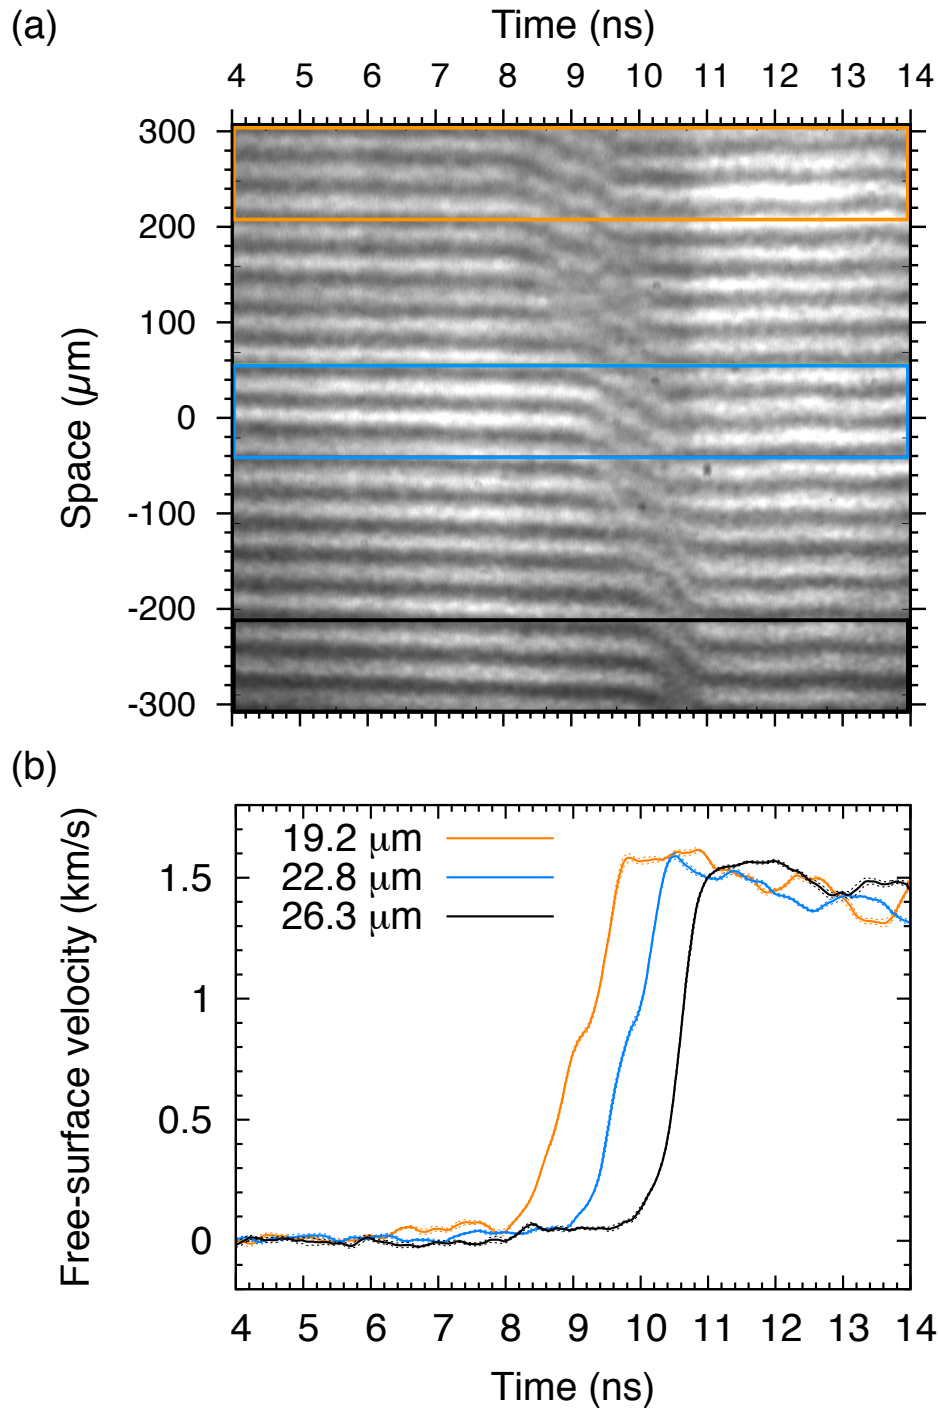 (a)
Time (ns)
4 5 6 7 8 9 10 11 12 13 14
Space (µm)
300
200
100
0
-100
-200
-300
(b)
Free-surface velocity (km/s)
19.2 µm
22.8 µm
26.3 µm
1.5
1
0.5
0
4 5 6 7 8 9 10 11 12 13 14
Time (ns)